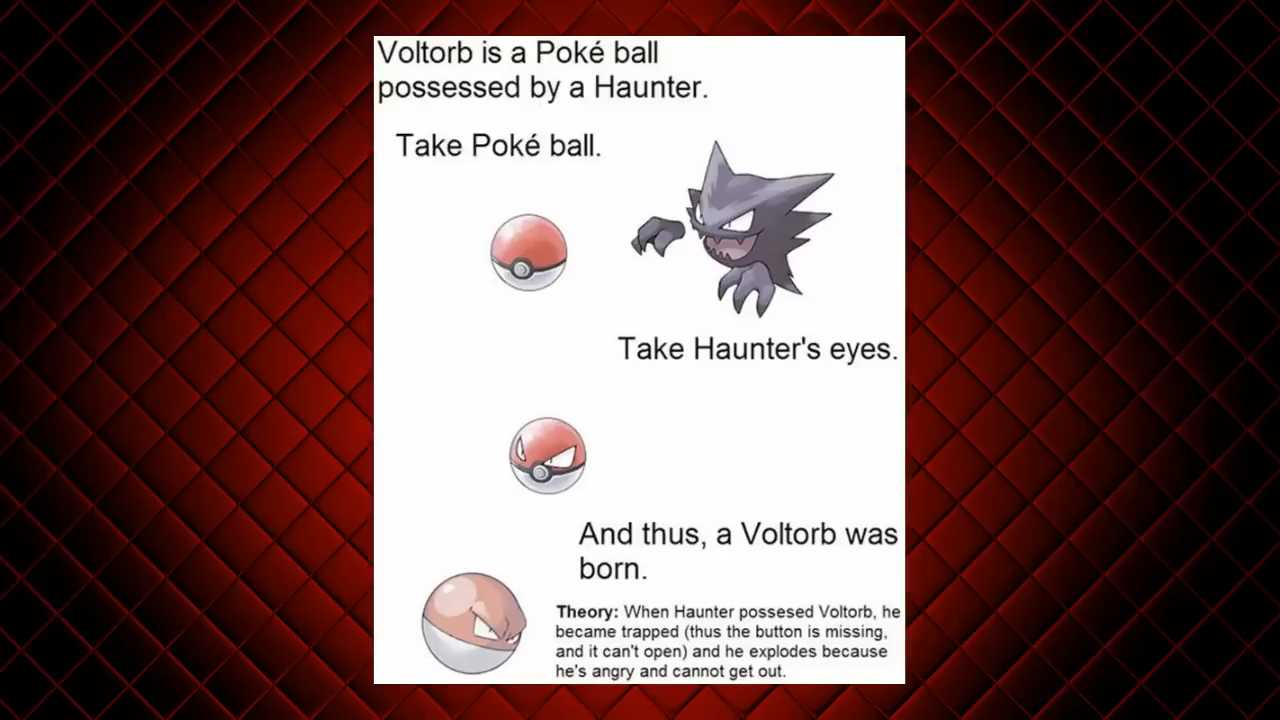 Voltorb is a Poké ball
possessed by a Haunter.
Take Poké ball.
Take Haunter's eyes.
And thus, a Voltorb was
born.
Theory: When Haunter possesed Voltorb, he
became trapped (thus the button is missing,
and it can't open) and he explodes because
he's angry and cannot get out.